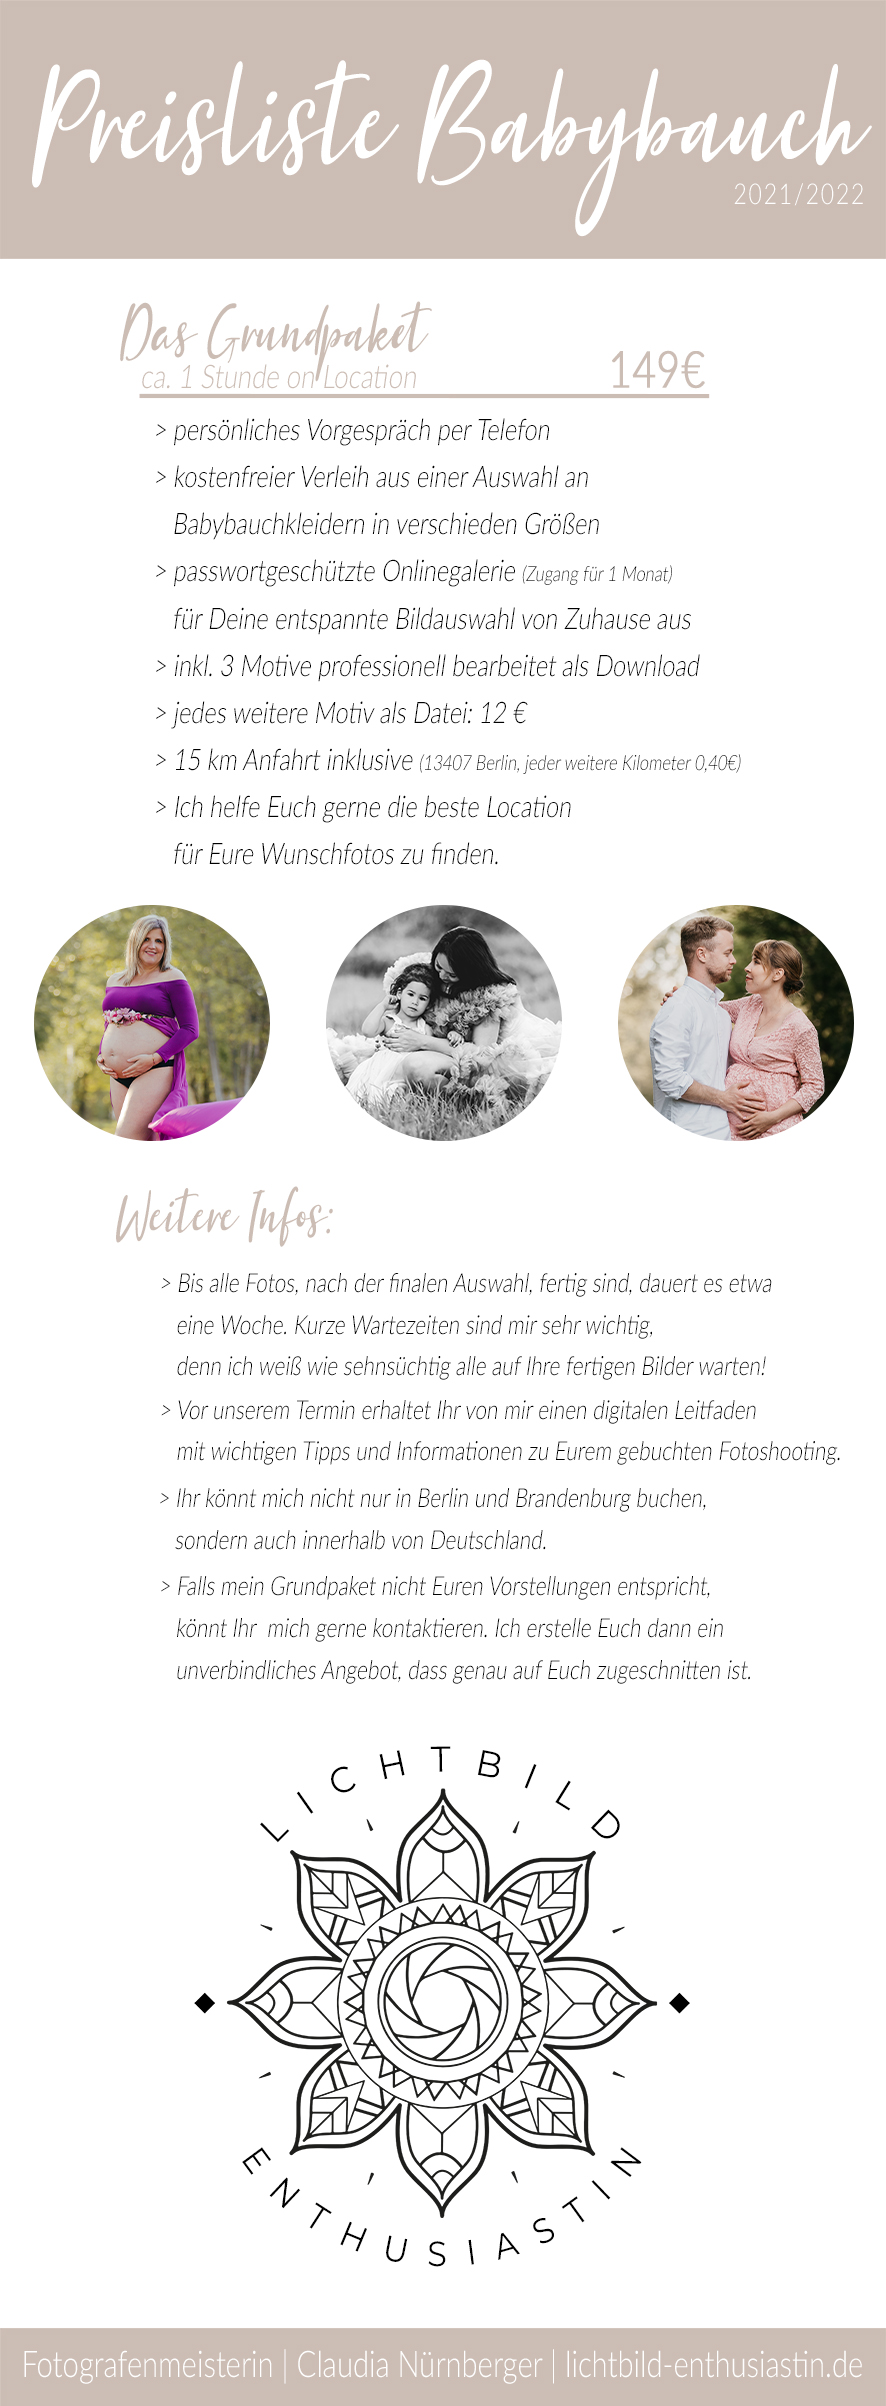 Preisliste Babybauch
2021/2022
Das Grundpaket
ca. 1 Stunde on Location
149€
> persönliches Vorgespräch per Telefon
> kostenfreier Verleih aus einer Auswahl an
Babybauchkleidern in verschieden Größen
> passwortgeschützte Onlinegalerie (Zugang für 1 Monat)
für Deine entspannte Bildauswahl von Zuhause aus
> inkl. 3 Motive professionell bearbeitet als Download
> jedes weitere Motiv als Datei: 12 €
> 15 km Anfahrt inklusive (13407 Berlin, jeder weitere Kilometer 0,40€)
> Ich helfe Euch gerne die beste Location
für Eure Wunschfotos zu finden.
Weitere Infos:
> Bis alle Fotos, nach der finalen Auswahl, fertig sind, dauert es etwa
eine Woche. Kurze Wartezeiten sind mir sehr wichtig,
denn ich weiß wie sehnsüchtig alle auf Ihre fertigen Bilder warten!
> Vor unserem Termin erhaltet Ihr von mir einen digitalen Leitfaden
mit wichtigen Tipps und Informationen zu Eurem gebuchten Fotoshooting.
> Ihr könnt mich nicht nur in Berlin und Brandenburg buchen,
sondern auch innerhalb von Deutschland.
> Falls mein Grundpaket nicht Euren Vorstellungen entspricht,
könnt Ihr mich gerne kontaktieren. Ich erstelle Euch dann ein
unverbindliches Angebot, dass genau auf Euch zugeschnitten ist.
LICHTBILD
ENTHUSIASTIN
Fotografenmeisterin | Claudia Nürnberger | lichtbild-enthusiastin.de